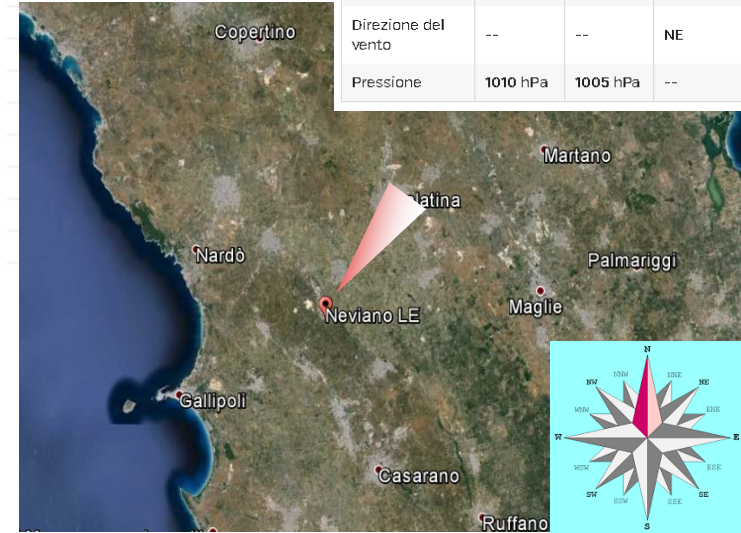 Direzione del
vento
--
--
NE
Pressione
1010 hPa
1005 hPa
--
Copertino
Martano
latina
Nardò
Palmariggi
Neviano LE
Maglie
Gallipoli
Casarano
Ruffano
N
NNW
NNE
NW
NE
WNW
ENE
W
E
WSW
ESE
SW
SE
SSW
SSE
S